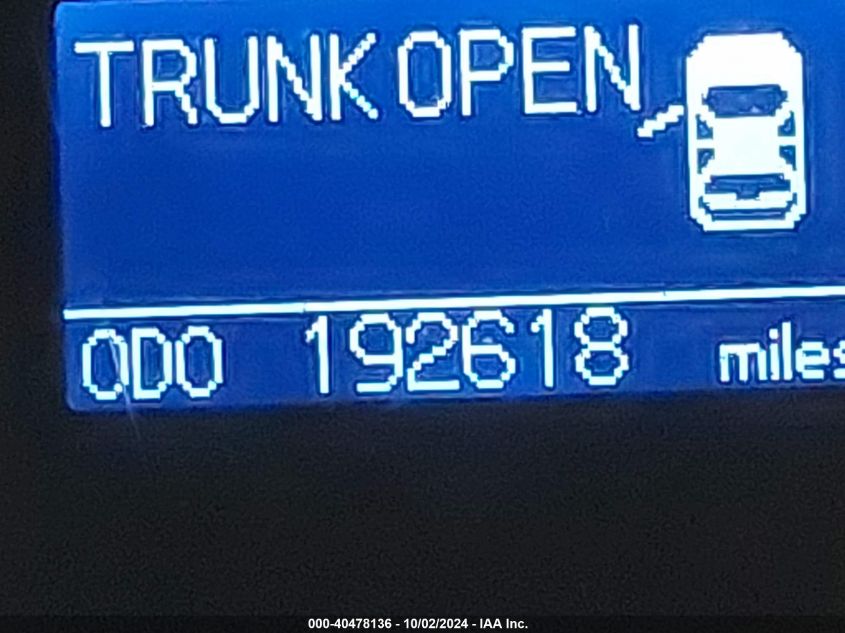 TRUNK OPEN
ODO 192618 miles
000-40478136 - 10/02/2024 - IAA Inc.